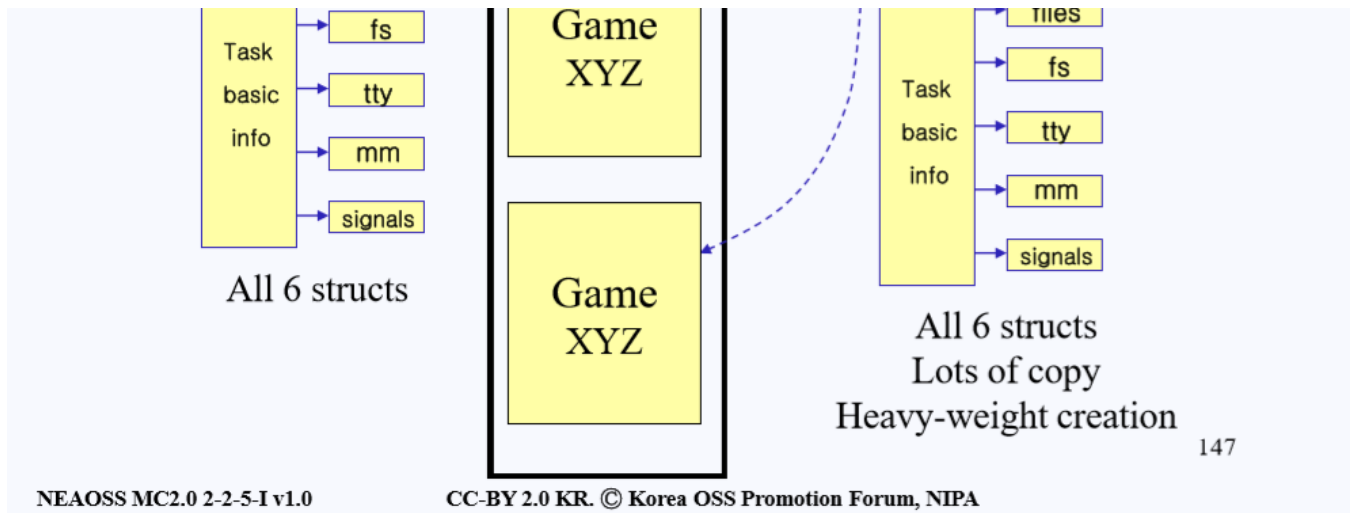 fs
Task
basic
info
tty
mm
signals
All 6 structs
Game
XYZ
Game
XYZ
files
fs
Task
basic
info
tty
mm
signals
All 6 structs
Lots of copy
Heavy-weight creation
147
NEAOSS MC2.0 2-2-5-I v1.0
CC-BY 2.0 KR. Ⓒ Korea OSS Promotion Forum, NIPA